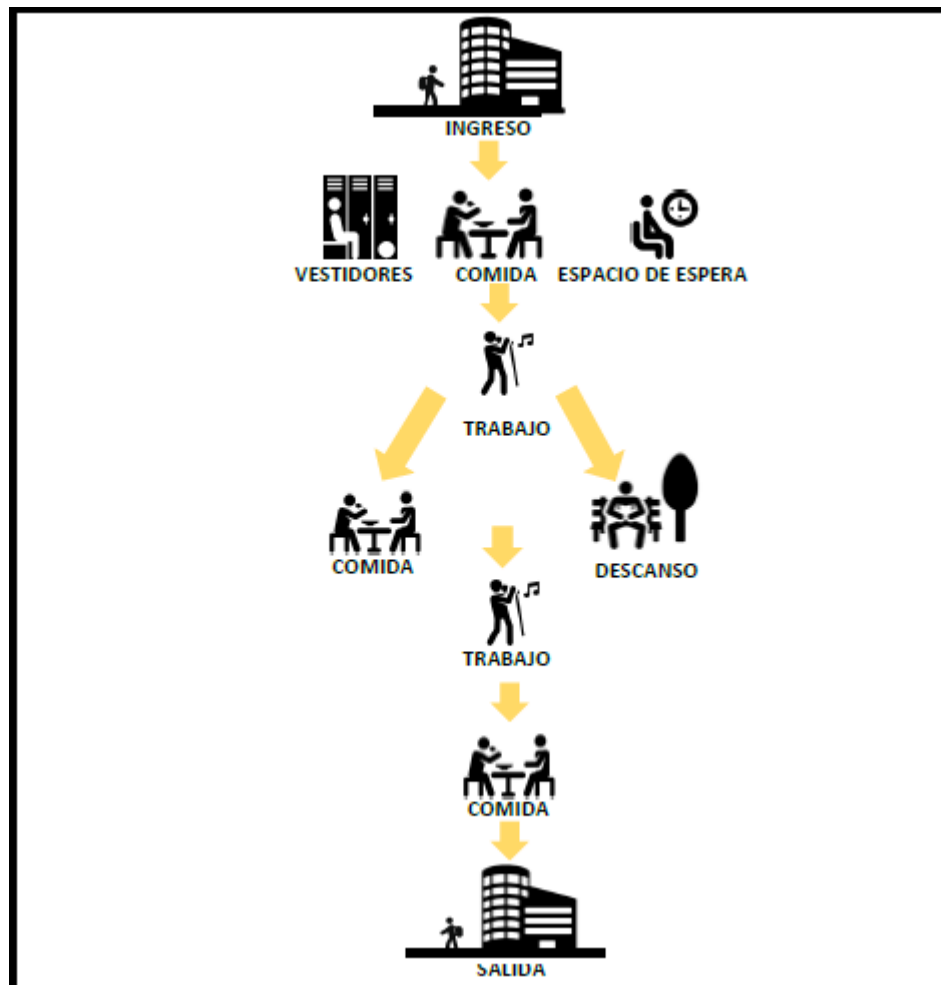 INGRESO
VESTIDORES
COMIDA
ESPACIO DE ESPERA
TRABAJO
COMIDA
DESCANSO
TRABAJO
COMIDA
SALIDA